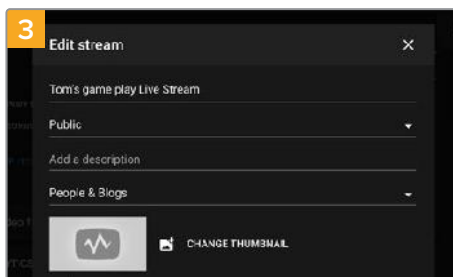 3
Edit stream
Tom's game play Live Stream
Public
Add a description
People & Blogs
CHANGE THUMBNAIL